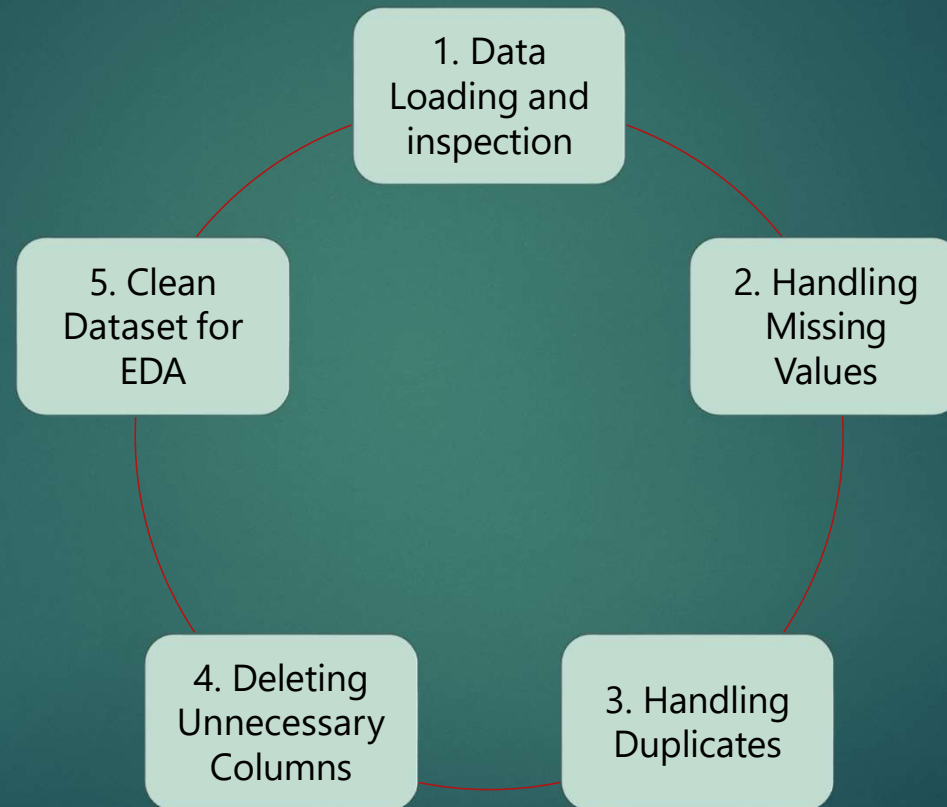 1. Data
Loading and
inspection
2. Handling
Missing
Values
3. Handling
Duplicates
4. Deleting
Unnecessary
Columns
5. Clean
Dataset for
EDA